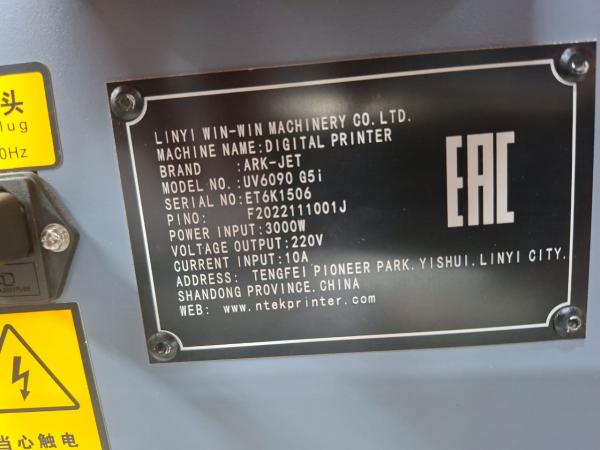 头
lug
0Hz
LINYI WIN-WIN MACHINERY CO.LTD.
MACHINE NAME:DIGITAL PRINTER
BRAND :ARK-JET
MODEL NO. :UV6090 G5i
SERIAL NO:ET6K1506
PINO: F2022111001J
POWER INPUT:3000W
VOLTAGE OUTPUT:220V
CURRENT INPUT:10A
ADDRESS: TENGFEI PIONEER PARK.YISHUI.LINYI CITY.
SHANDONG PROVINCE.CHINA
WEB: www.ntekprinter.com
EAC
当心触电